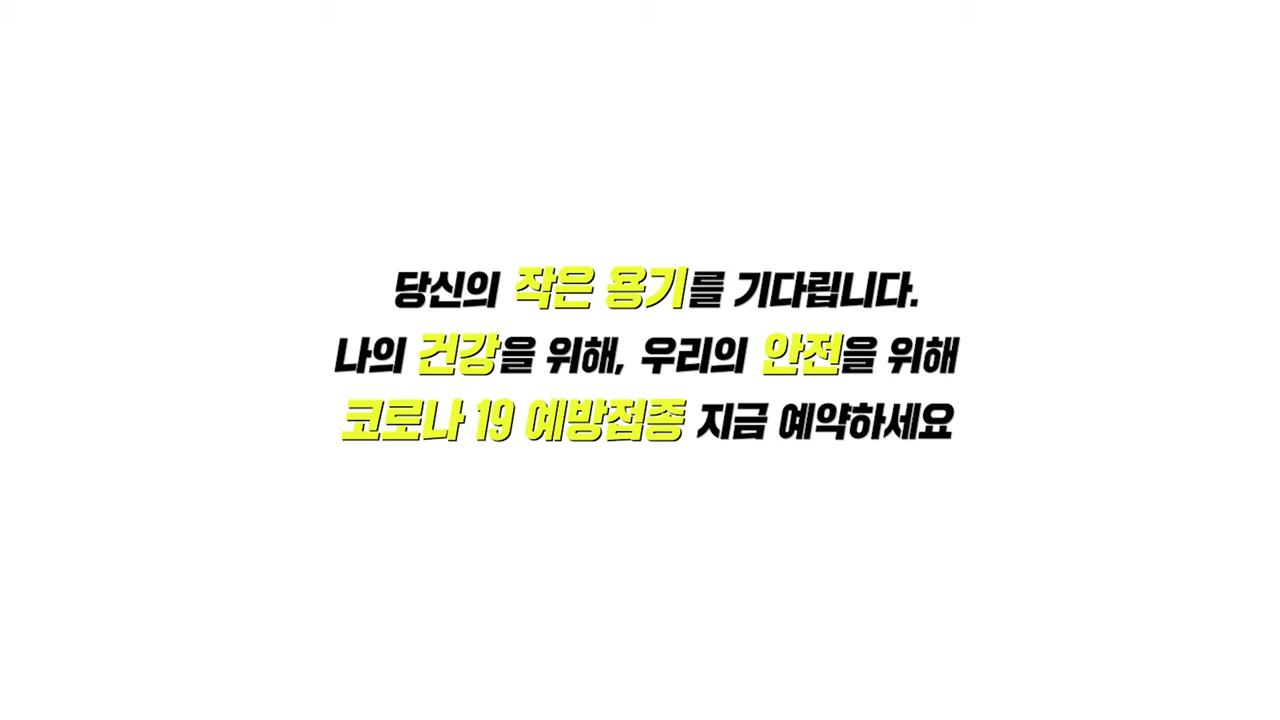 당신의 작은 용기를 기다립니다.
나의 건강을 위해, 우리의 안전을 위해
코로나 19 예방접종 지금 예약하세요